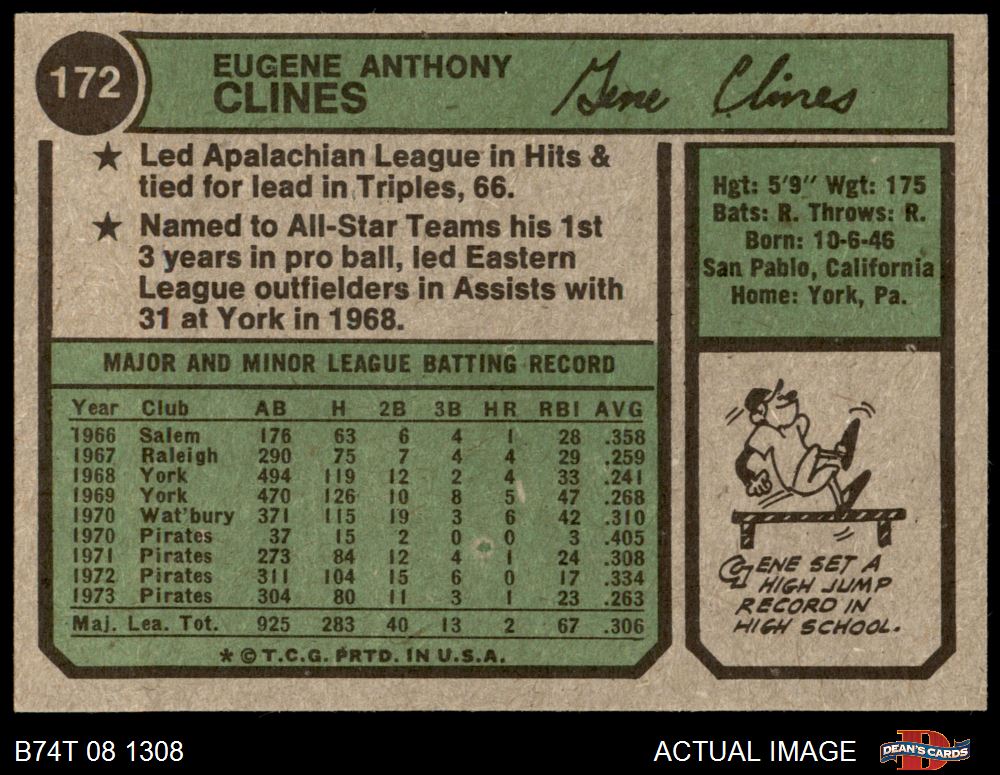 172
EUGENE ANTHONY
CLINES
Gene Clines
★ Led Apalachian League in Hits &
tied for lead in Triples, 66.
★ Named to All-Star Teams his 1st
3 years in pro ball, led Eastern
League outfielders in Assists with
31 at York in 1968.
Hgt: 5'9" Wgt: 175
Bats: R. Throws: R.
Born: 10-6-46
San Pablo, California
Home: York, Pa.
MAJOR AND MINOR LEAGUE BATTING RECORD
Year Club AB H 2B 3B HR RBI AVG
1966 Salem 176 63 6 4 1 28 .358
1967 Raleigh 290 75 7 4 4 29 .259
1968 York 494 119 12 2 4 33 .241
1969 York 470 126 10 8 5 47 .268
1970 Wat'bury 371 115 19 3 6 42 .310
1970 Pirates 37 15 2 0 0 3 .405
1971 Pirates 273 84 12 4 1 24 .308
1972 Pirates 311 104 15 6 0 17 .334
1973 Pirates 304 80 11 3 1 23 .263
Maj. Lea. Tot. 925 283 40 13 2 67 .306
* © T.C.G. PRTD. IN U.S.A.
GENE SET A
HIGH JUMP
RECORD IN
HIGH SCHOOL.
B74T 08 1308
ACTUAL IMAGE
D
DEAN'S CARDS